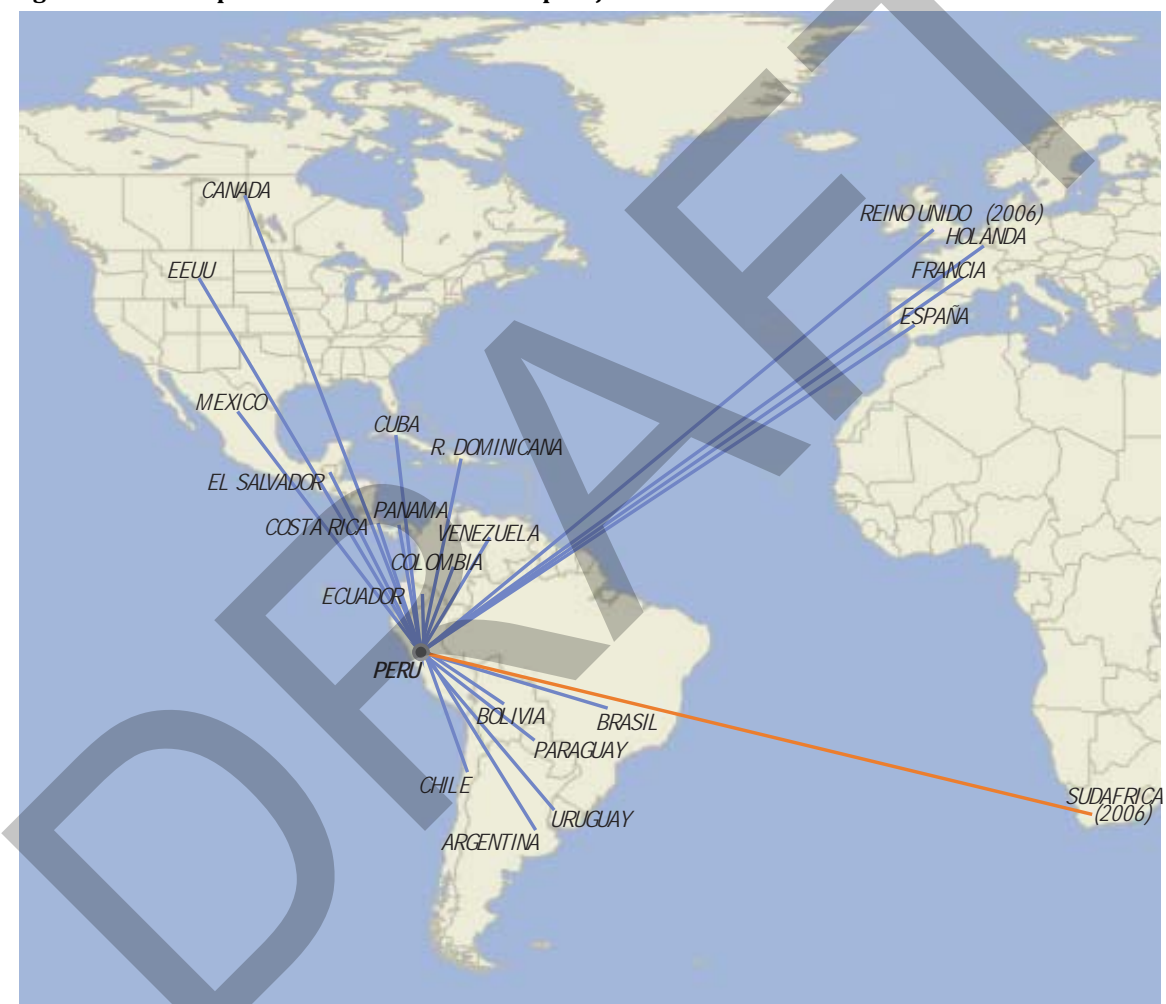 CANADA
REINO UNIDO (2006)
HOLANDA
EEUU
FRANCIA
ESPAÑA
MEXICO
CUBA
R. DOMINICANA
EL SALVADOR
PANAMA
COSTA RICA
VENEZUELA
COLOMBIA
ECUADOR
PERU
BOLIVIA
BRASIL
PARAGUAY
CHILE
SUDAFRICA
(2006)
URUGUAY
ARGENTINA
DRAFT